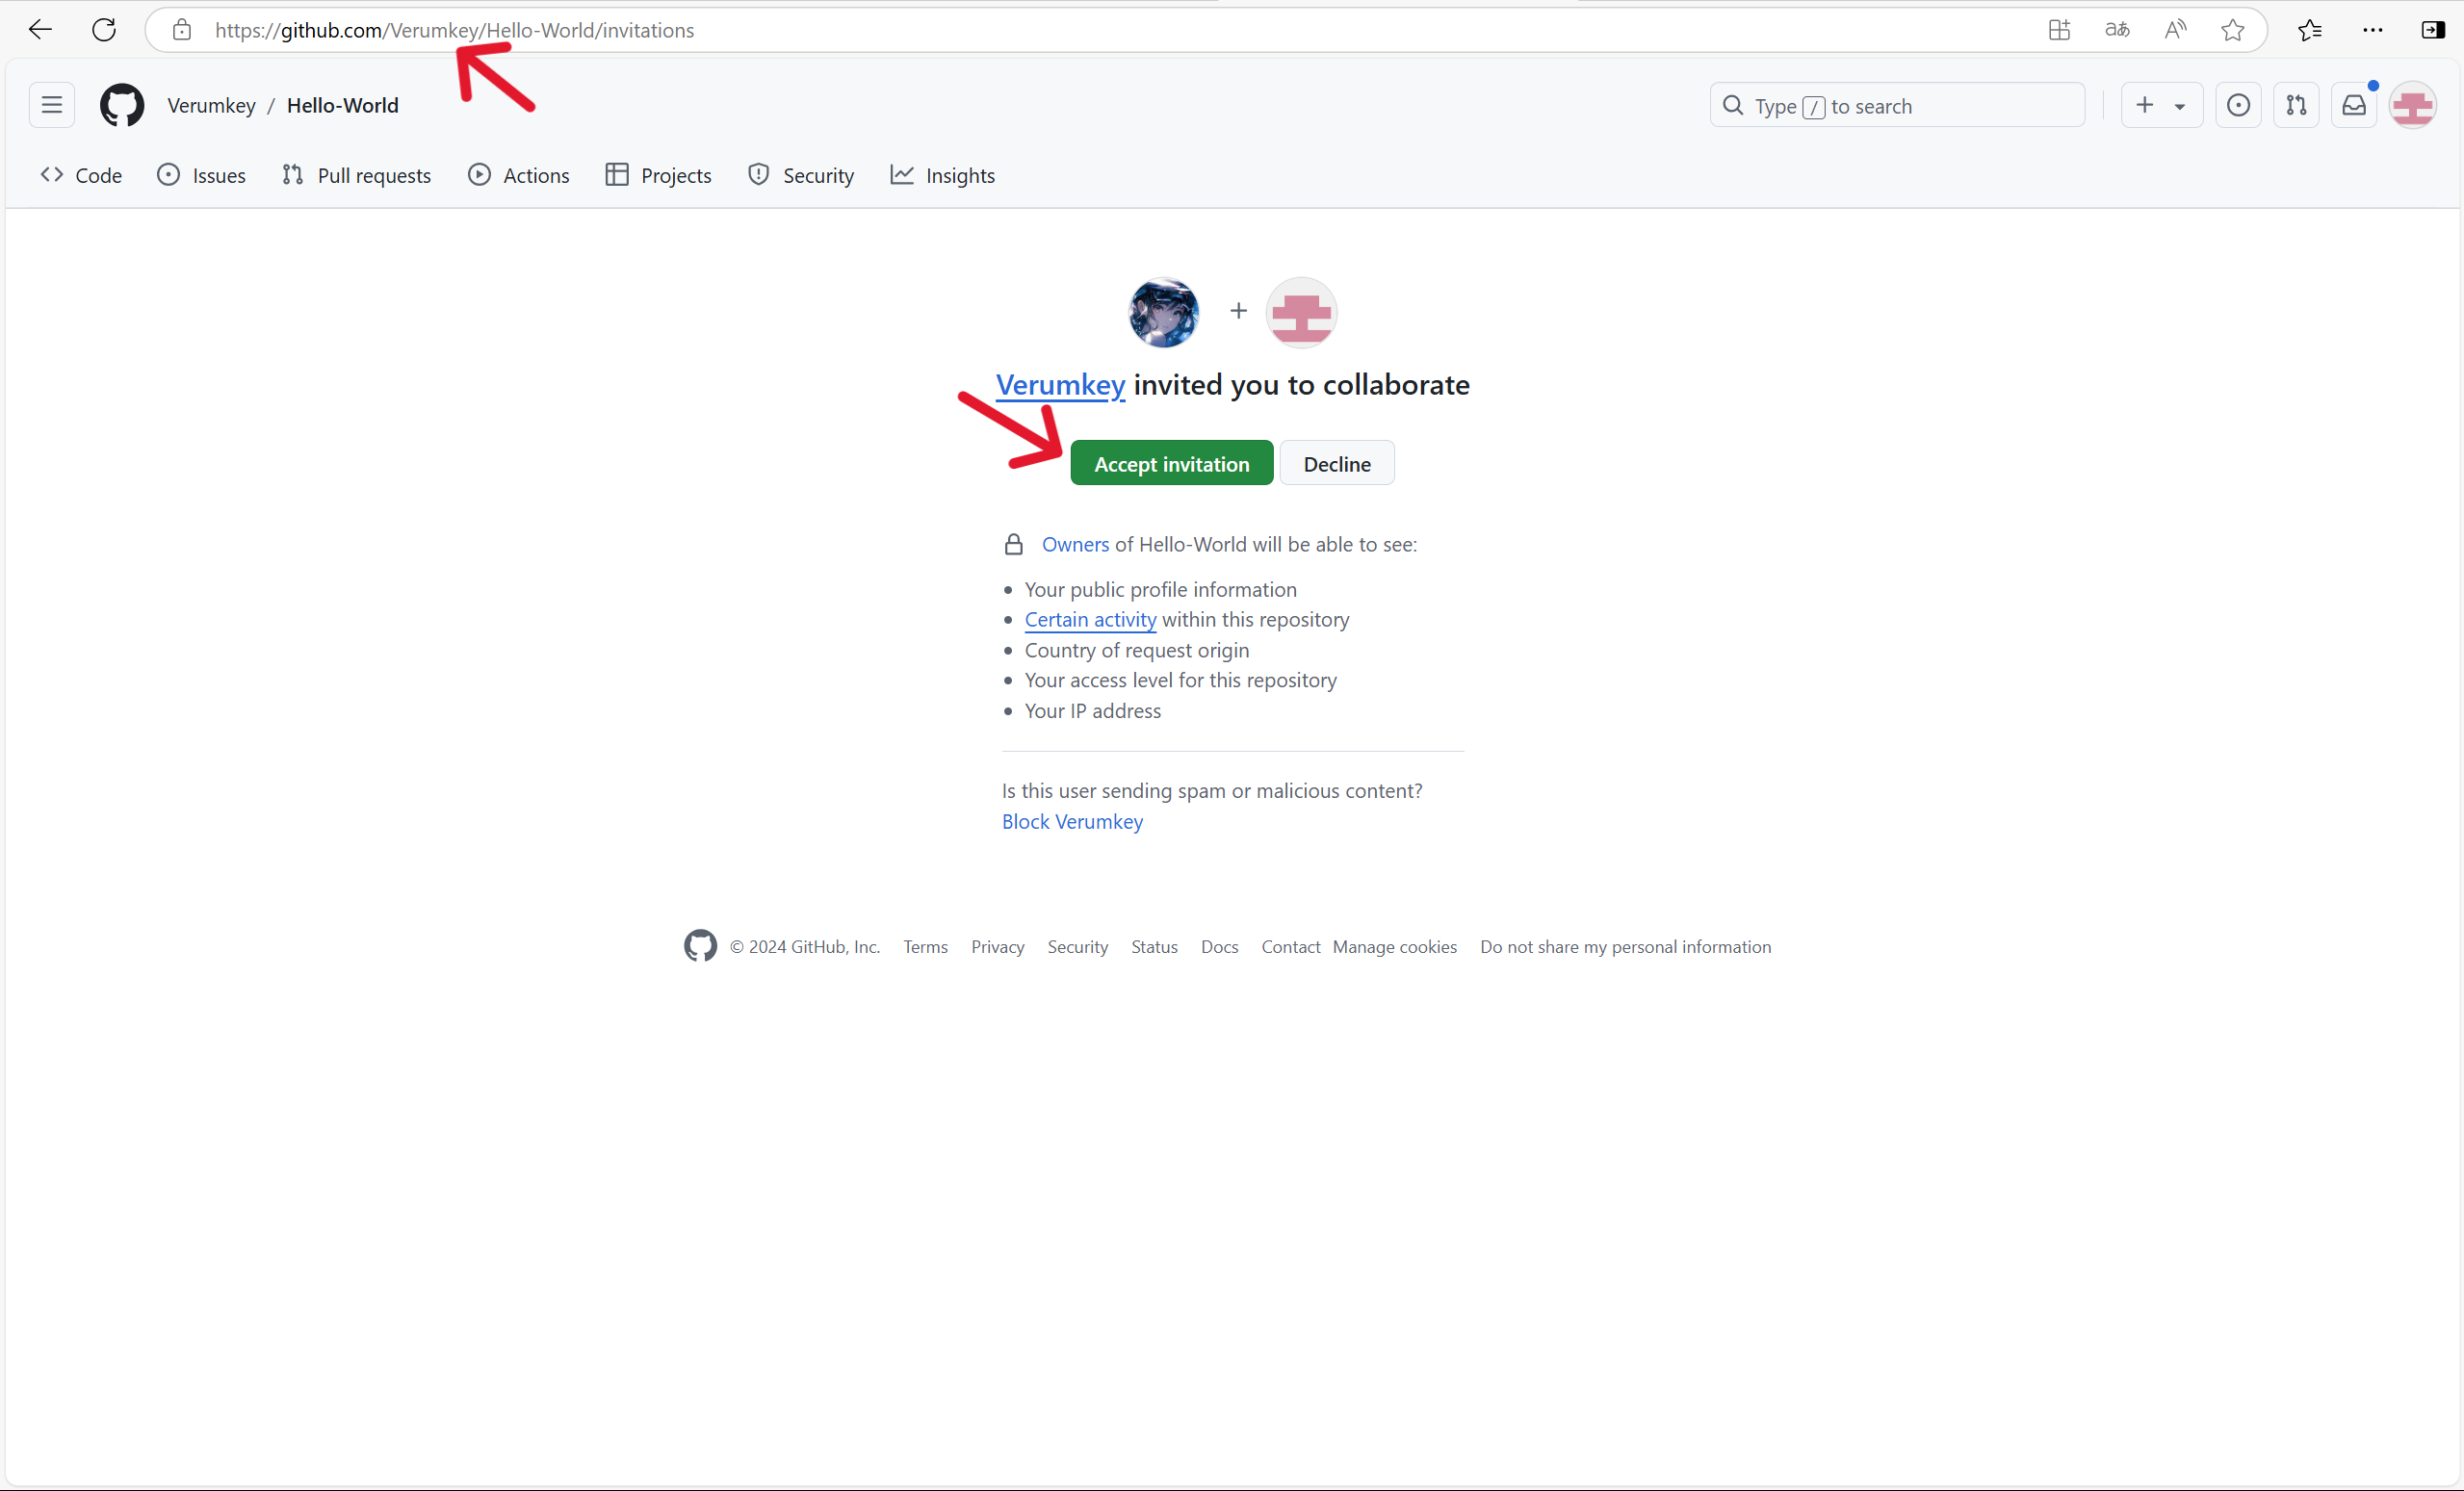 https://github.com/Verumkey/Hello-World/invitations
Verumkey / Hello-World
Type / to search
Code Issues Pull requests Actions Projects Security Insights
Verumkey invited you to collaborate
Accept invitation Decline
Owners of Hello-World will be able to see:
Your public profile information
Certain activity within this repository
Country of request origin
Your access level for this repository
Your IP address
Is this user sending spam or malicious content?
Block Verumkey
© 2024 GitHub, Inc. Terms Privacy Security Status Docs Contact Manage cookies Do not share my personal information